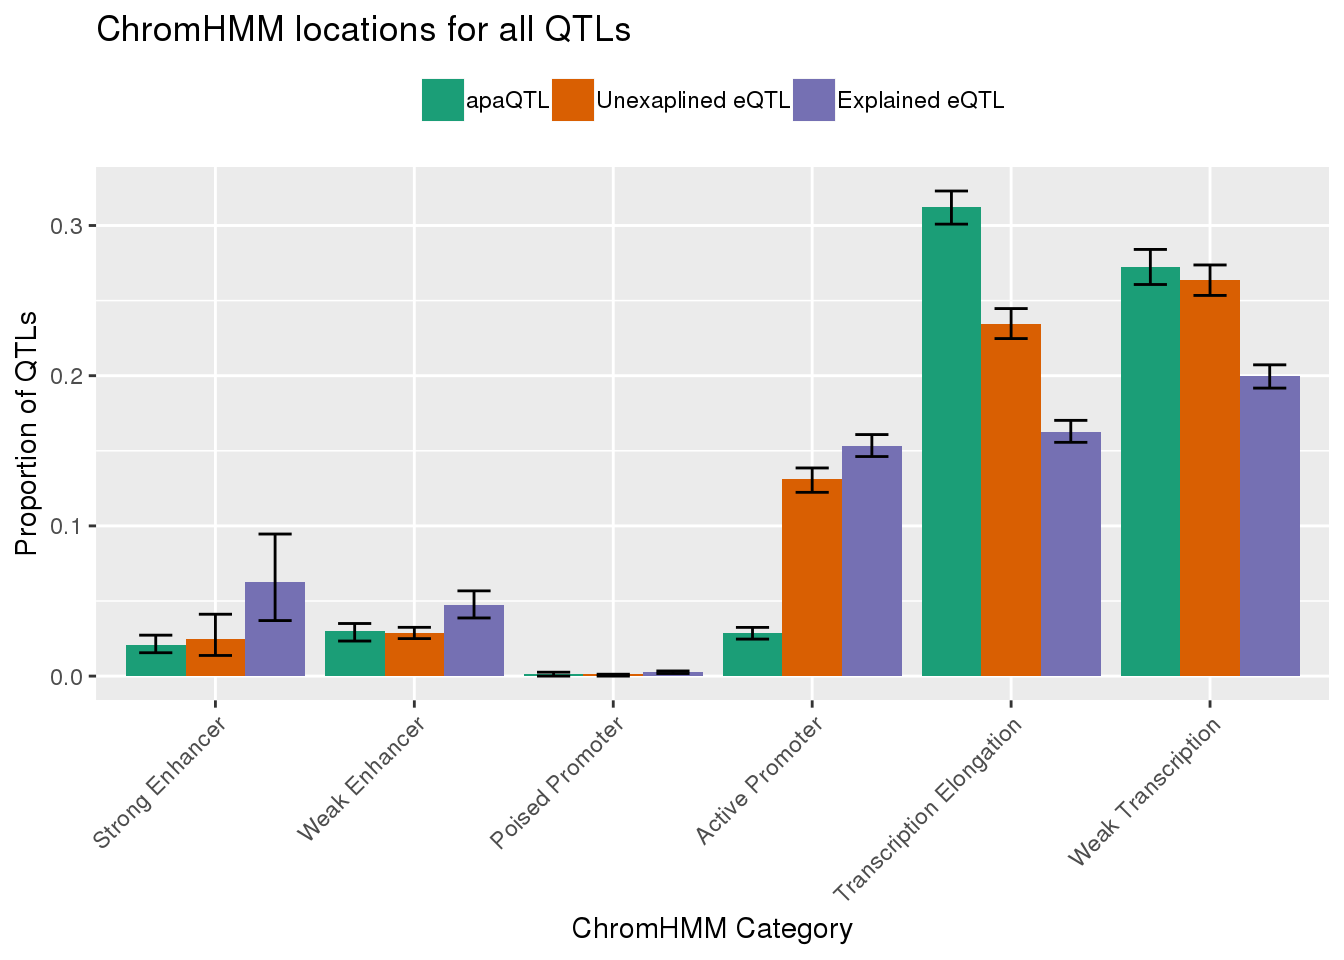 ChromHMM locations for all QTLs
apaQTL Unexaplined eQTL Explained eQTL
Proportion of QTLs
0.3
0.2
0.1
0.0
Strong Enhancer
Weak Enhancer
Poised Promoter
Active Promoter
Transcription Elongation
Weak Transcription
ChromHMM Category